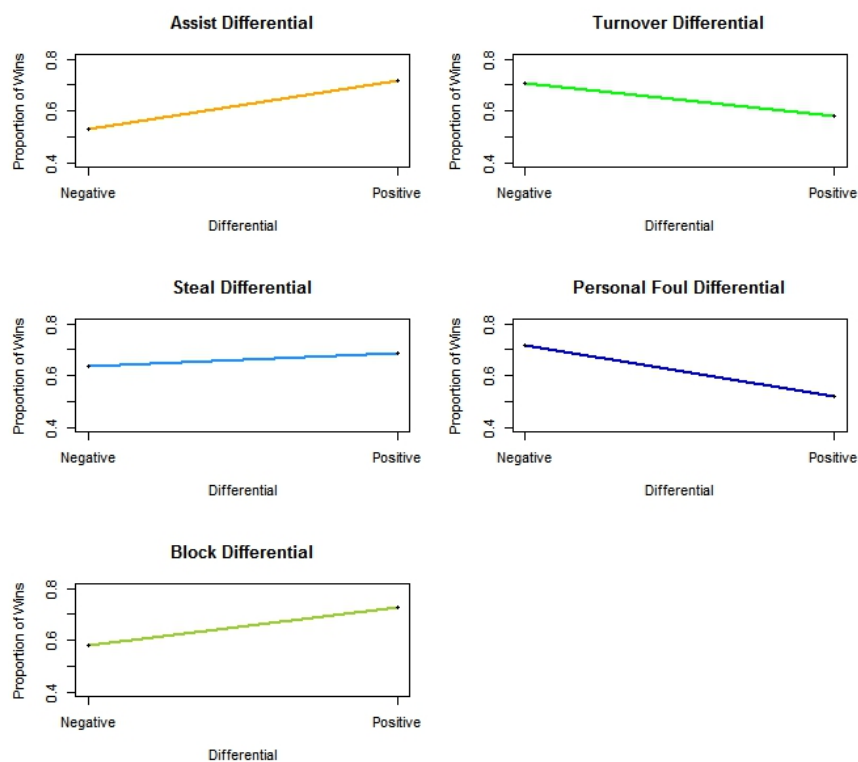 Assist Differential
Proportion of Wins
0.4 0.6 0.8
Negative Positive
Differential
Turnover Differential
Proportion of Wins
0.4 0.6 0.8
Negative Positive
Differential
Steal Differential
Proportion of Wins
0.4 0.6 0.8
Negative Positive
Differential
Personal Foul Differential
Proportion of Wins
0.4 0.6 0.8
Negative Positive
Differential
Block Differential
Proportion of Wins
0.4 0.6 0.8
Negative Positive
Differential